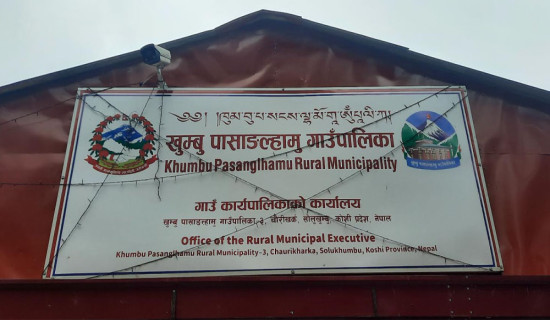 ༄༅། །ཁུམ་བུ་པ་སངས་ལྷ་མོ་གཱ་ཨུྃ་པཱ་ལི་ཀཱ།
खुम्बु पासाङल्हामु गाउँपालिका
Khumbu Pasanglhamu Rural Municipality
गाउँ कार्यपालिकाको कार्यालय
खुम्बु पासाङल्हामु गाउँपालिका ३, चौरीखर्क, सोलुखुम्बु, कोशी प्रदेश, नेपाल
Office of the Rural Municipal Executive
Khumbu Pasanglhamu Rural Municipality-3, Chaurikharka, Solukhumbu, Koshi Province, Nepal